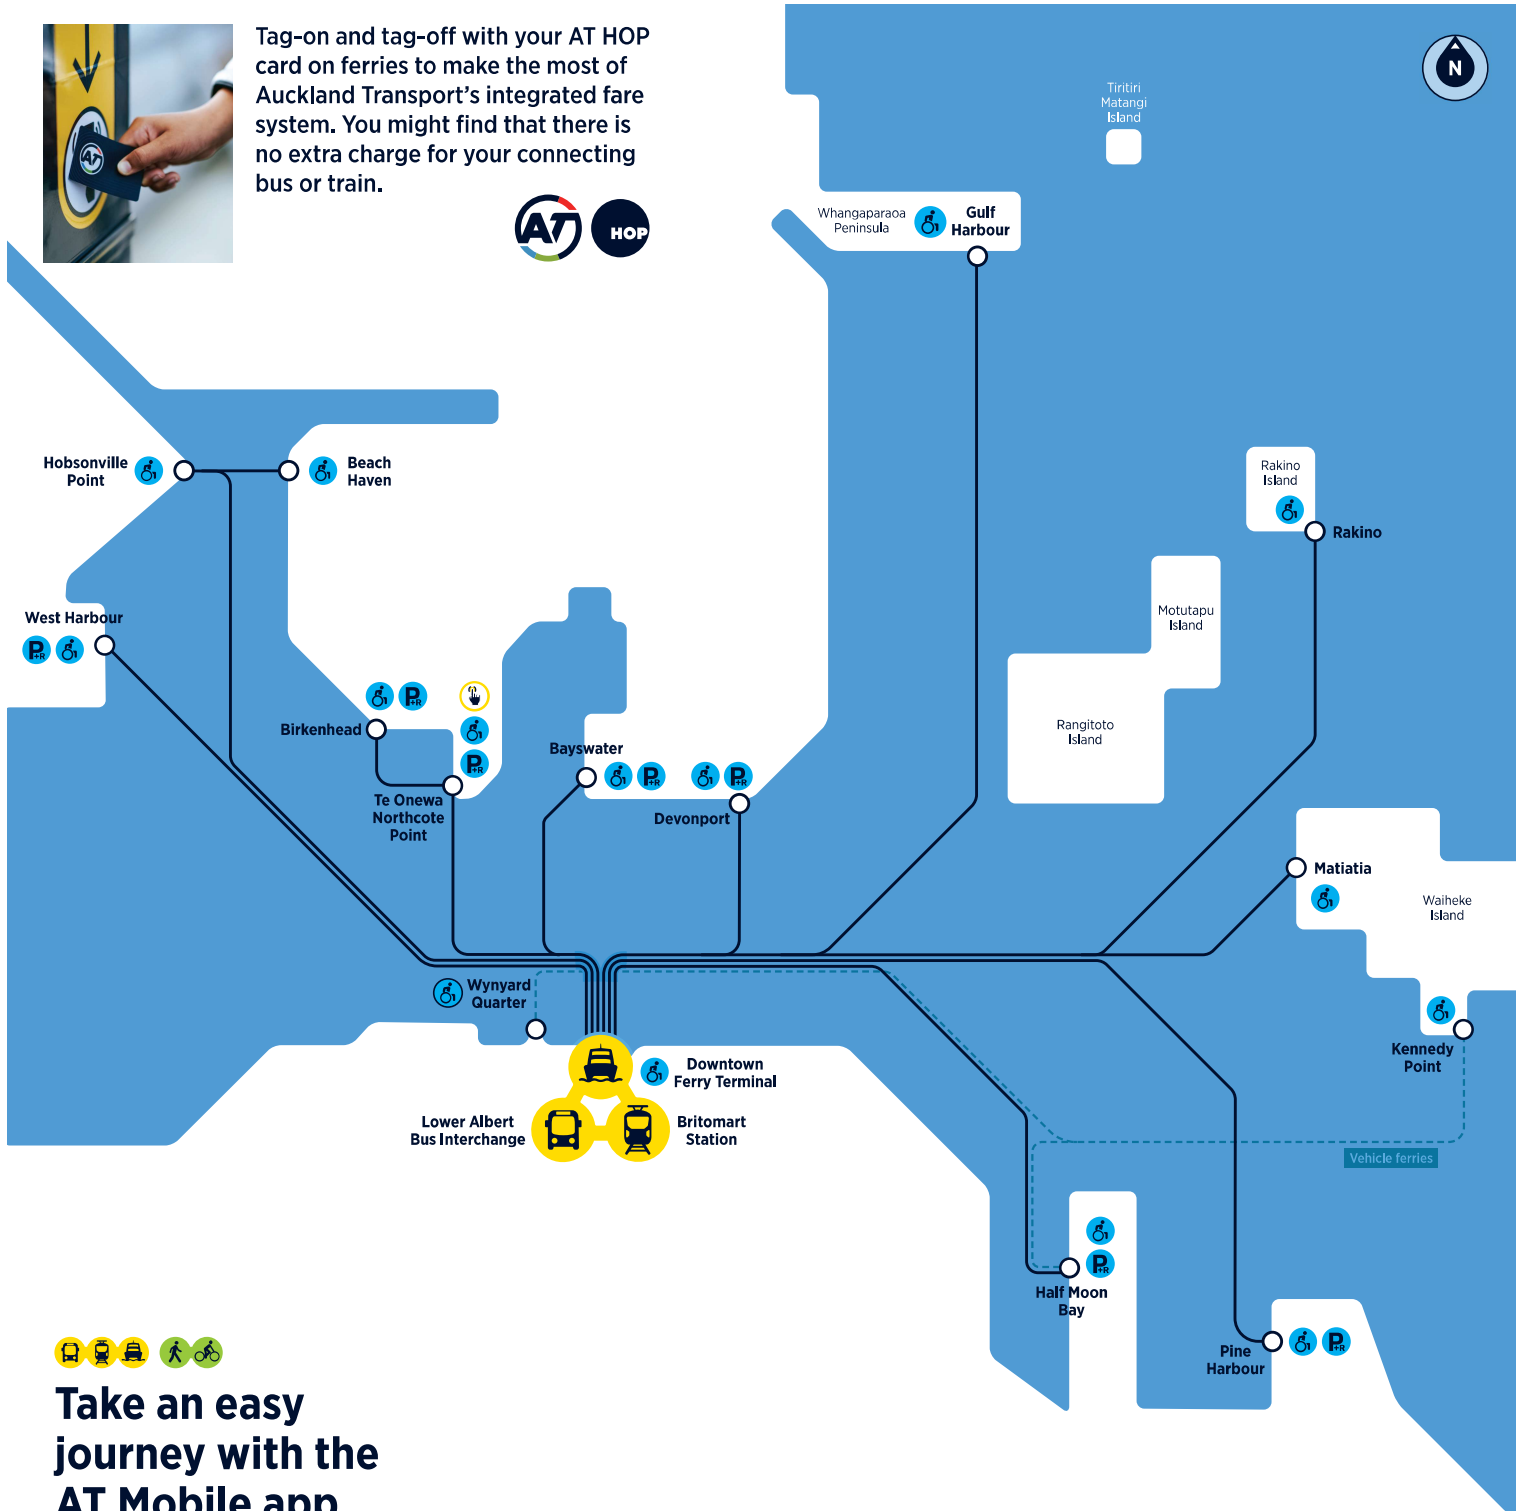 Tag-on and tag-off with your AT HOP
card on ferries to make the most of
Auckland Transport's integrated fare
system. You might find that there is
no extra charge for your connecting
bus or train.
AT
AT
HOP
N
Tiritiri
Matangi
Island
Whangaparaoa
Peninsula
Gulf
Harbour
Hobsonville
Point
Beach
Haven
Rakino
Island
Rakino
West Harbour
P+R
Motutapu
Island
Rangitoto
Island
Birkenhead
P+R
P+R
Te Onewa
Northcote
Point
Bayswater
P+R
P+R
Devonport
Matiatia
Waiheke
Island
Wynyard
Quarter
Kennedy
Point
Downtown
Ferry Terminal
Lower Albert
Bus Interchange
Britomart
Station
Vehicle ferries
P+R
Half Moon
Bay
Pine
Harbour
P+R
Take an easy
journey with the
AT Mobile app